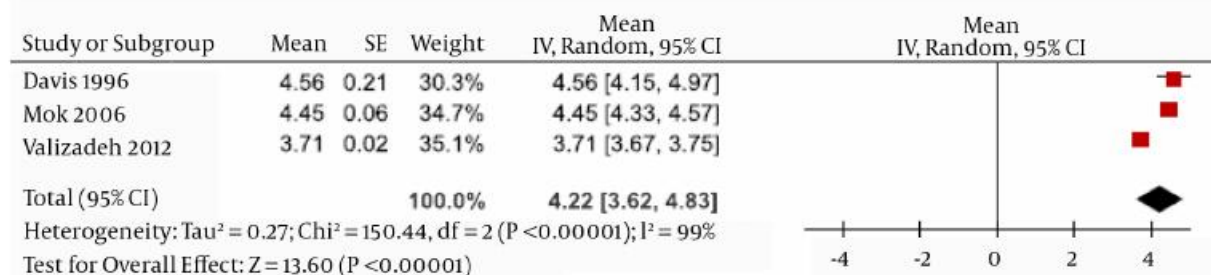 Mean Mean
Study or Subgroup Mean SE Weight IV, Random, 95% CI IV, Random, 95% CI
Davis 1996 4.56 0.21 30.3% 4.56 [4.15, 4.97]
Mok 2006 4.45 0.06 34.7% 4.45 [4.33, 4.57]
Valizadeh 2012 3.71 0.02 35.1% 3.71 [3.67, 3.75]
Total (95% CI) 100.0% 4.22 [3.62, 4.83]
Heterogeneity: Tau² = 0.27; Chi² = 150.44, df = 2 (P <0.00001); I² = 99%
-4 -2 0 2 4
Test for Overall Effect: Z = 13.60 (P <0.00001)